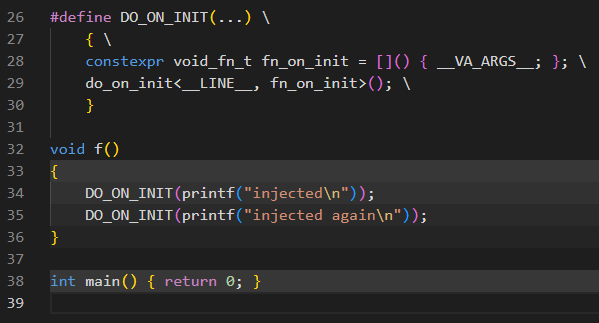 26 #define DO_ON_INIT(...) \
27     { \
28     constexpr void_fn_t fn_on_init = []() { __VA_ARGS__; }; \
29     do_on_init<__LINE__, fn_on_init>(); \
30     }
31
32 void f()
33 {
34     DO_ON_INIT(printf("injected\n"));
35     DO_ON_INIT(printf("injected again\n"));
36 }
37
38 int main() { return 0; }
39